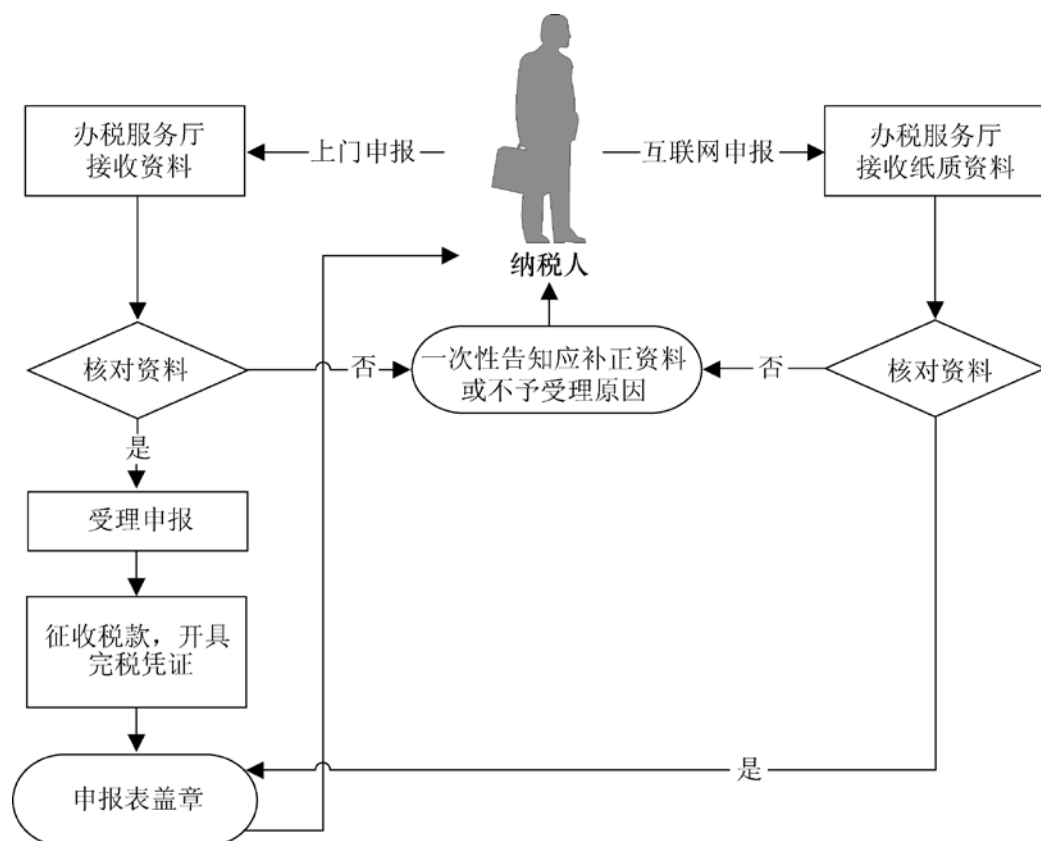 办税服务厅
接收资料
上门申报
互联网申报
办税服务厅
接收纸质资料
纳税人
核对资料
否
一次性告知应补正资料
或不予受理原因
否
核对资料
是
受理申报
征收税款，开具
完税凭证
是
申报表盖章